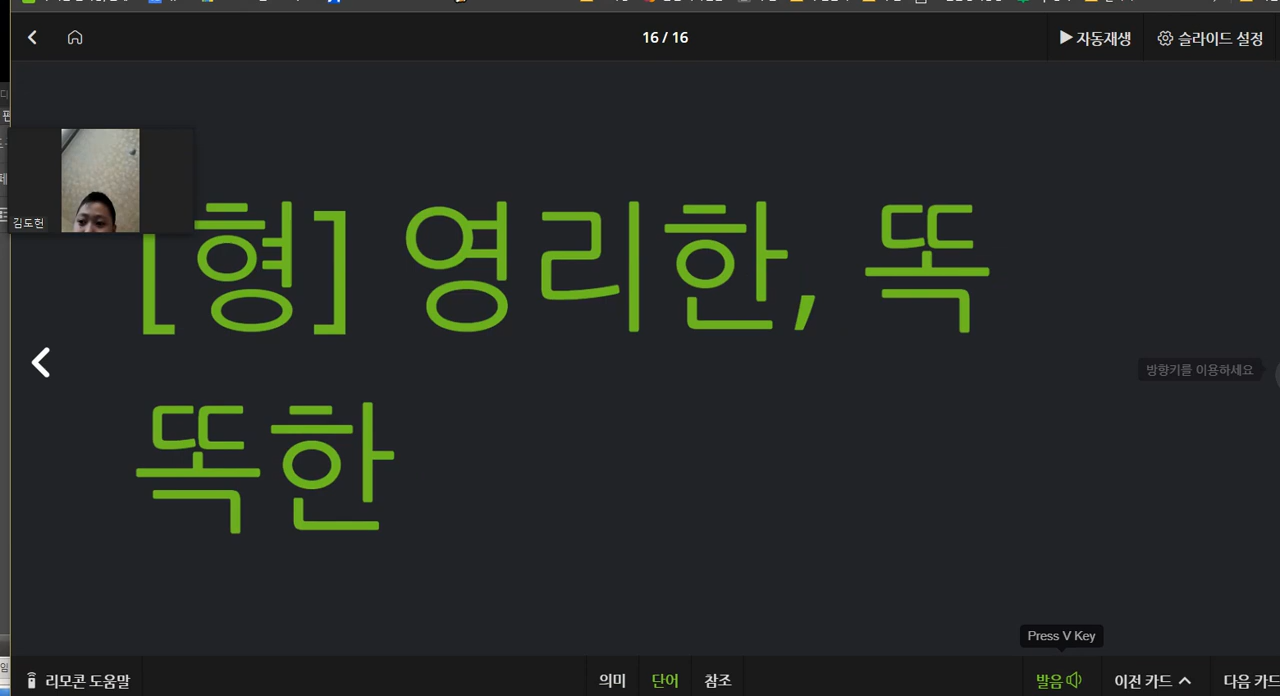 16 / 16
▶ 자동재생
슬라이드 설정
김도헌
[형] 영리한, 똑
똑한
방향키를 이용하세요
Press V Key
리모콘 도움말
의미
단어
참조
발음
이전 카드
다음 카드